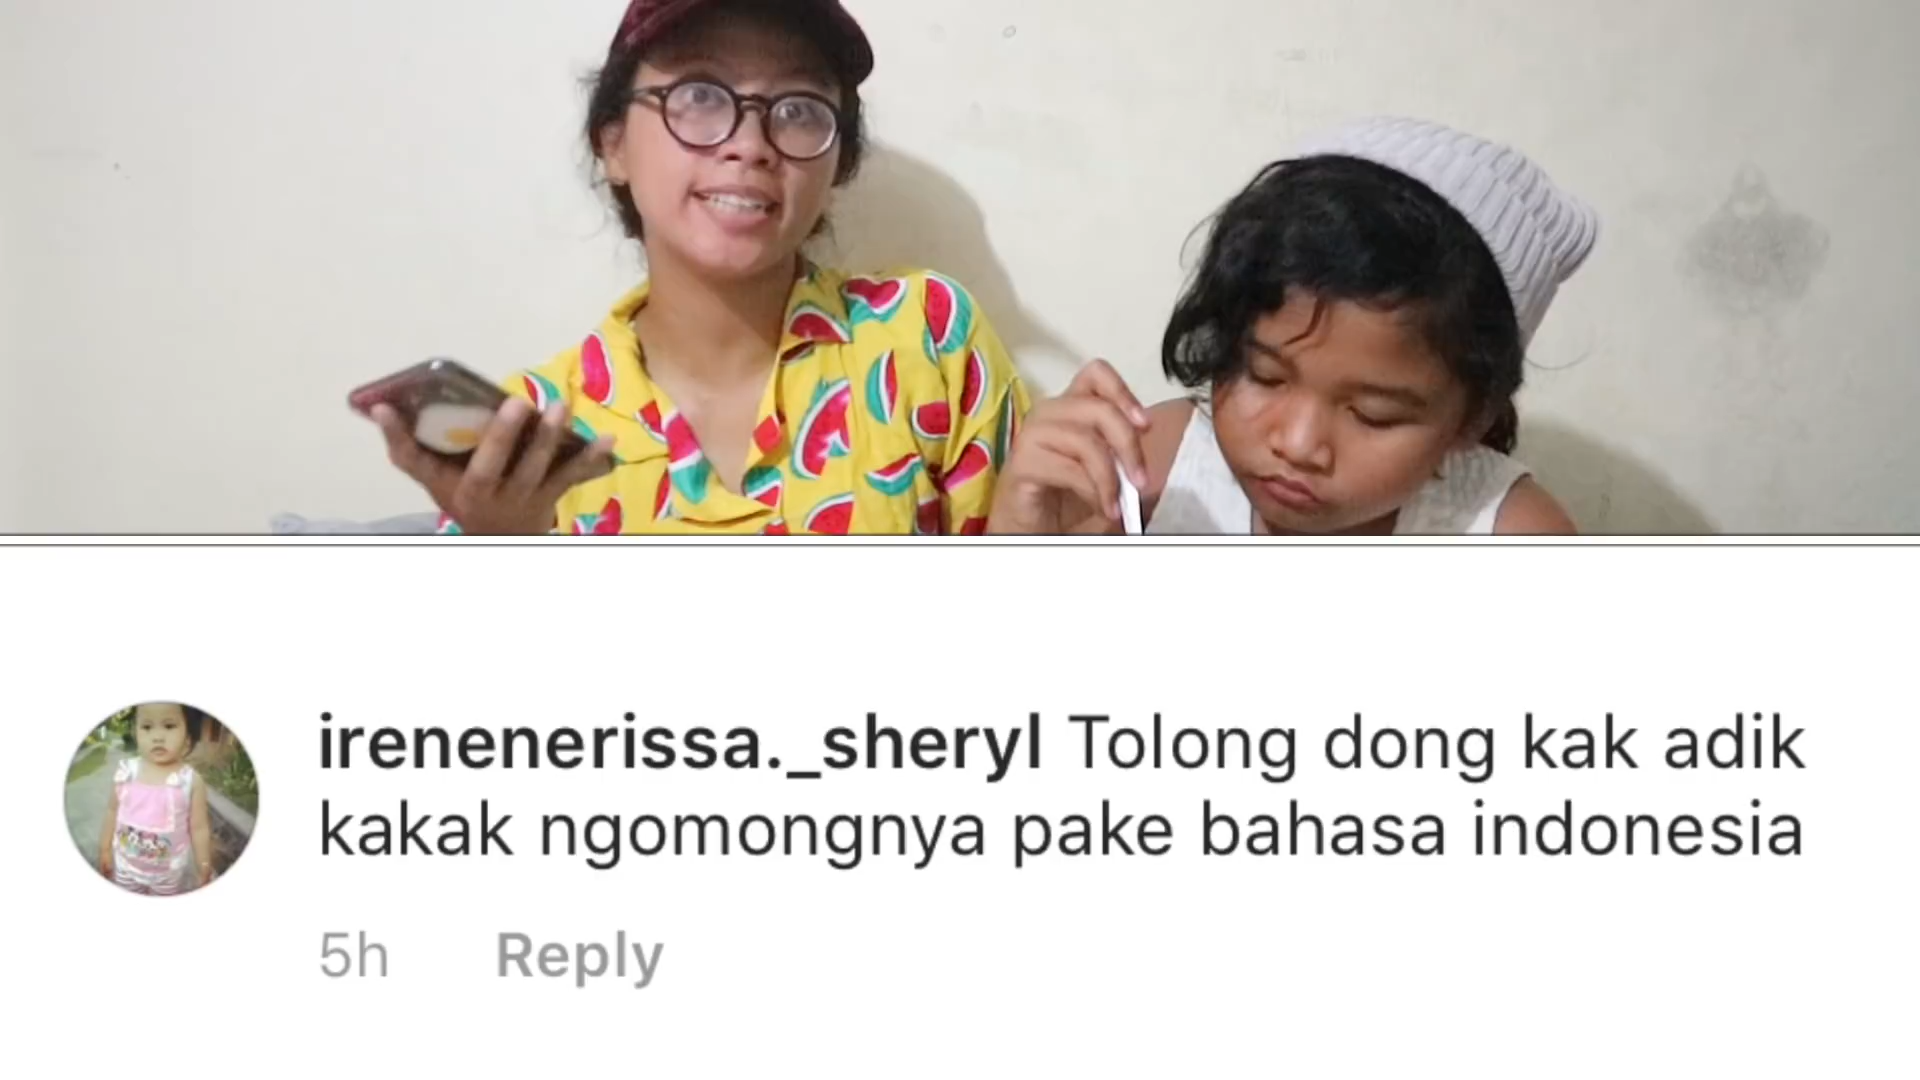 irenenerissa._sheryl Tolong dong kak adik
kakak ngomongnya pake bahasa indonesia
5h Reply